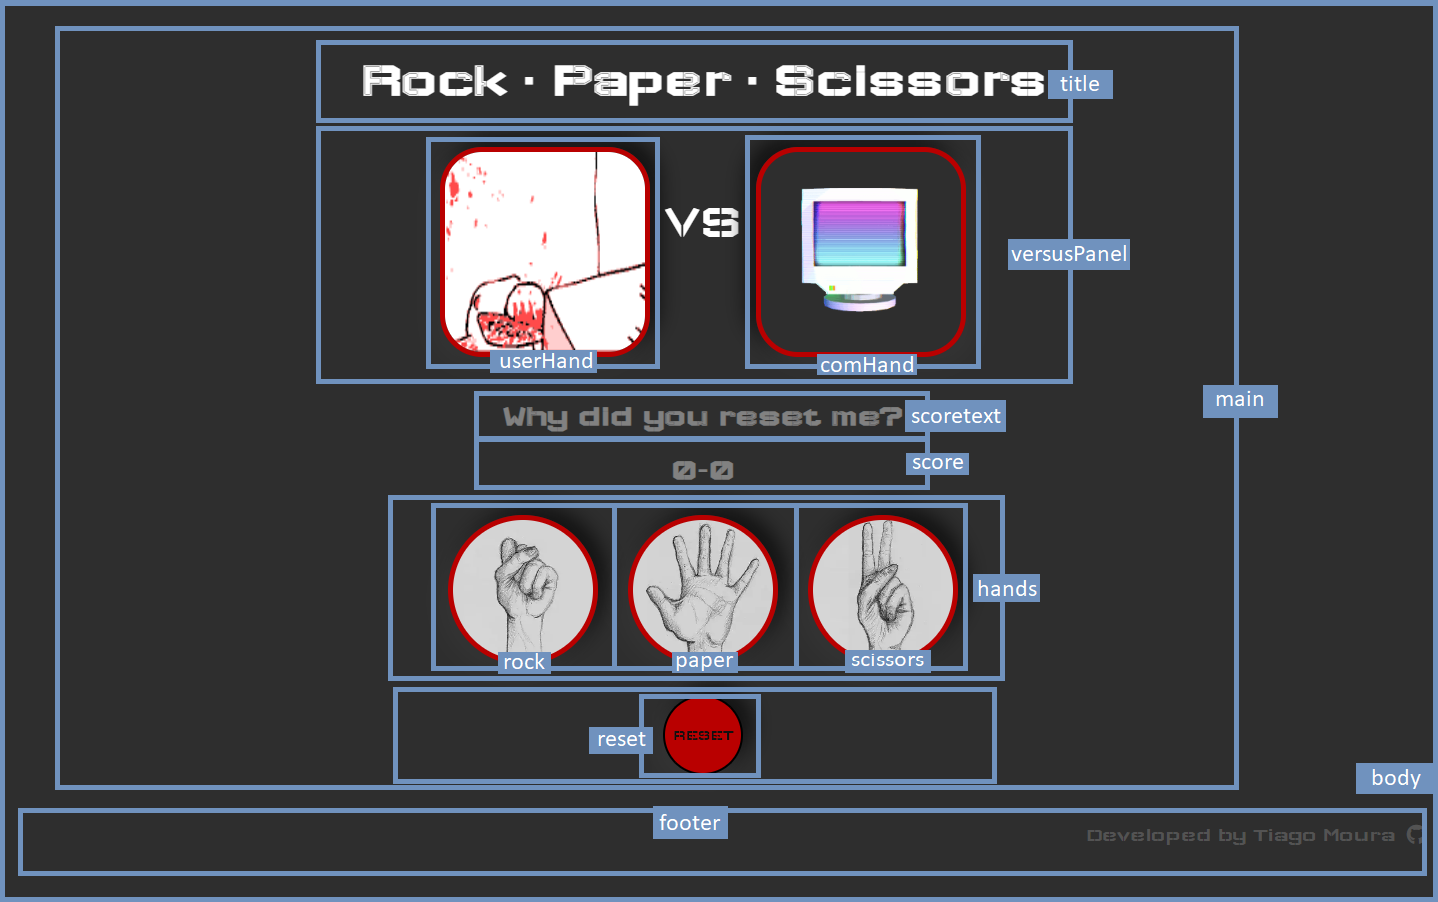 Rock · Paper · Scissors
title
VS
versusPanel
userHand
comHand
main
Why did you reset me?
scoretext
0-0
score
hands
rock
paper
scissors
RESET
reset
body
footer
Developed by Tiago Moura